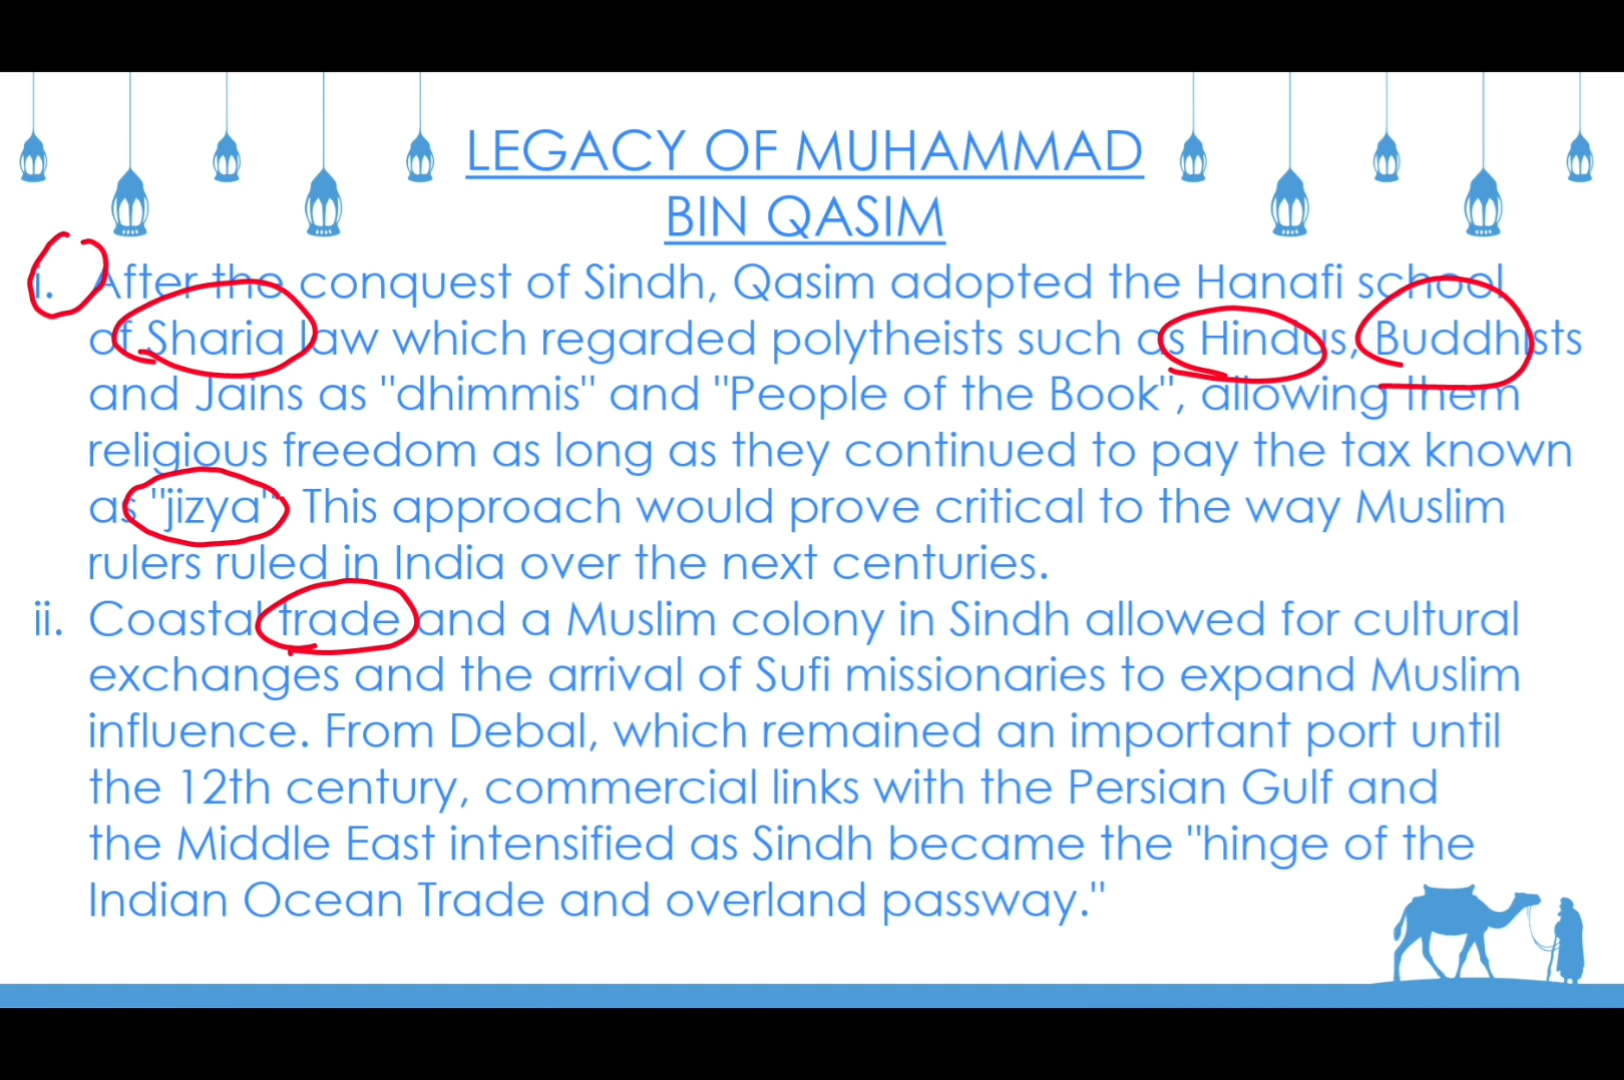 LEGACY OF MUHAMMAD
BIN QASIM
i. After the conquest of Sindh, Qasim adopted the Hanafi school
of Sharia law which regarded polytheists such as Hindus, Buddhists
and Jains as "dhimmis" and "People of the Book", allowing them
religious freedom as long as they continued to pay the tax known
as "jizya". This approach would prove critical to the way Muslim
rulers ruled in India over the next centuries.
ii. Coastal trade and a Muslim colony in Sindh allowed for cultural
exchanges and the arrival of Sufi missionaries to expand Muslim
influence. From Debal, which remained an important port until
the 12th century, commercial links with the Persian Gulf and
the Middle East intensified as Sindh became the "hinge of the
Indian Ocean Trade and overland passway."